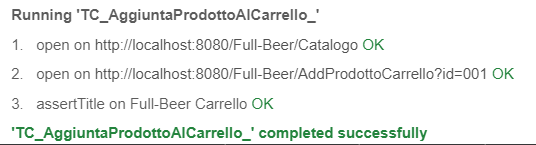 Running 'TC_AggiuntaProdottoAlCarrello_'
1. open on http://localhost:8080/Full-Beer/Catalogo OK
2. open on http://localhost:8080/Full-Beer/AddProdottoCarrello?id=001 OK
3. assertTitle on Full-Beer Carrello OK
'TC_AggiuntaProdottoAlCarrello_' completed successfully